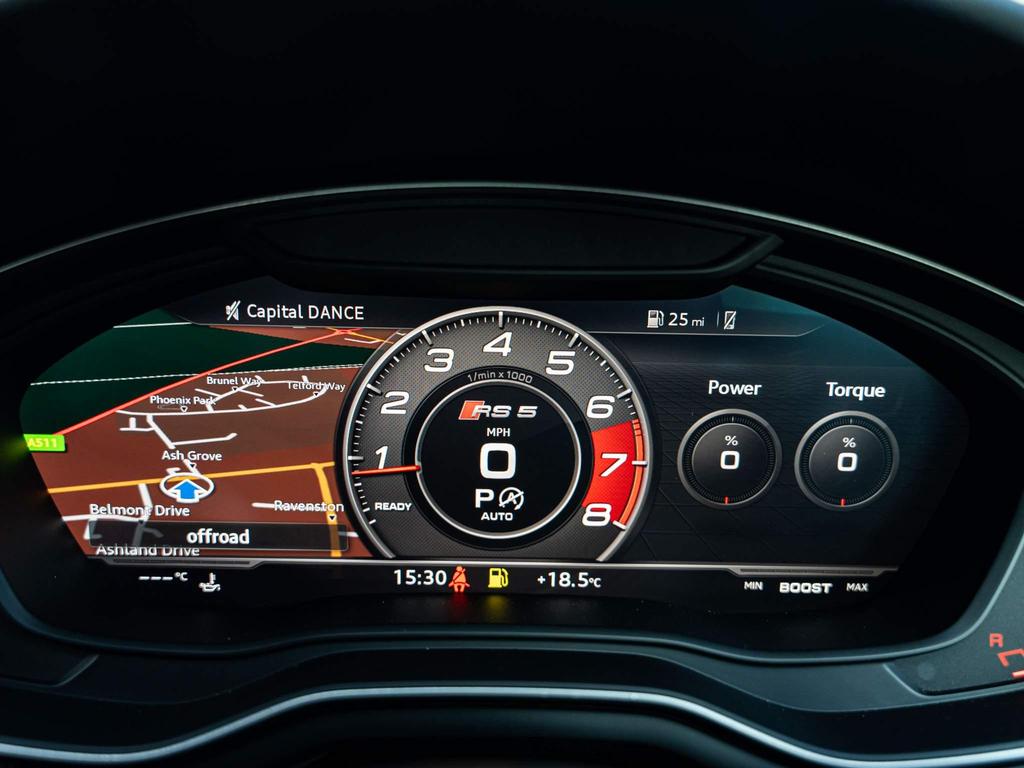 Capital DANCE
25 mi
Brunel Way
Telford Way
Phoenix Park
A511
Ash Grove
Belmont Drive
Ravenston
offroad
Ashland Drive
1
2
3
4
5
6
7
8
1/min x 1000
RS 5
MPH
0
P A
AUTO
READY
Power
% 
0
Torque
%
0
---°C
15:30
+18.5°C
MIN BOOST MAX
R